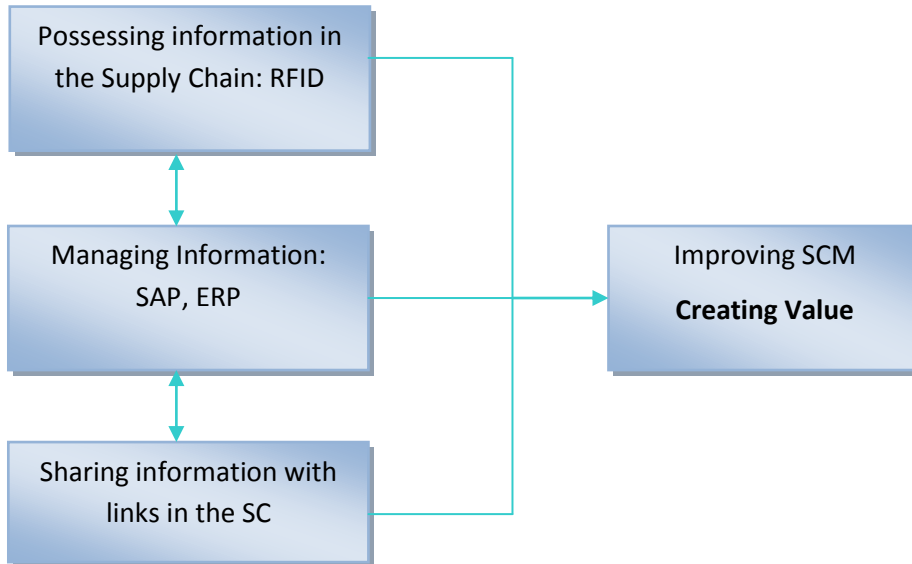 Possessing information in
the Supply Chain: RFID
Managing Information:
SAP, ERP
Improving SCM
Creating Value
Sharing information with
links in the SC